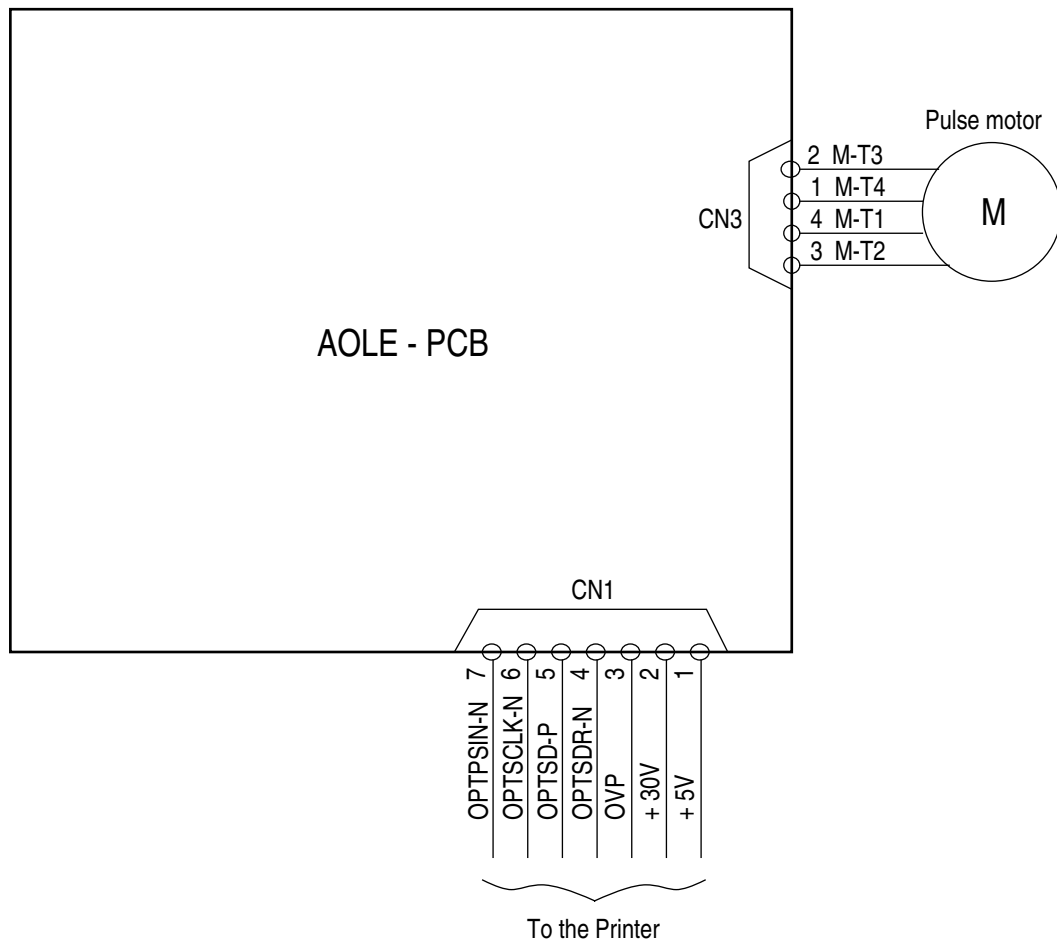 Pulse motor
2 M-T3
1 M-T4
4 M-T1
3 M-T2
CN3
M
AOLE - PCB
CN1
7
6
5
4
3
2
1
OPTPSIN-N
OPTSCLK-N
OPTSD-P
OPTSDR-N
OVP
+ 30V
+ 5V
To the Printer